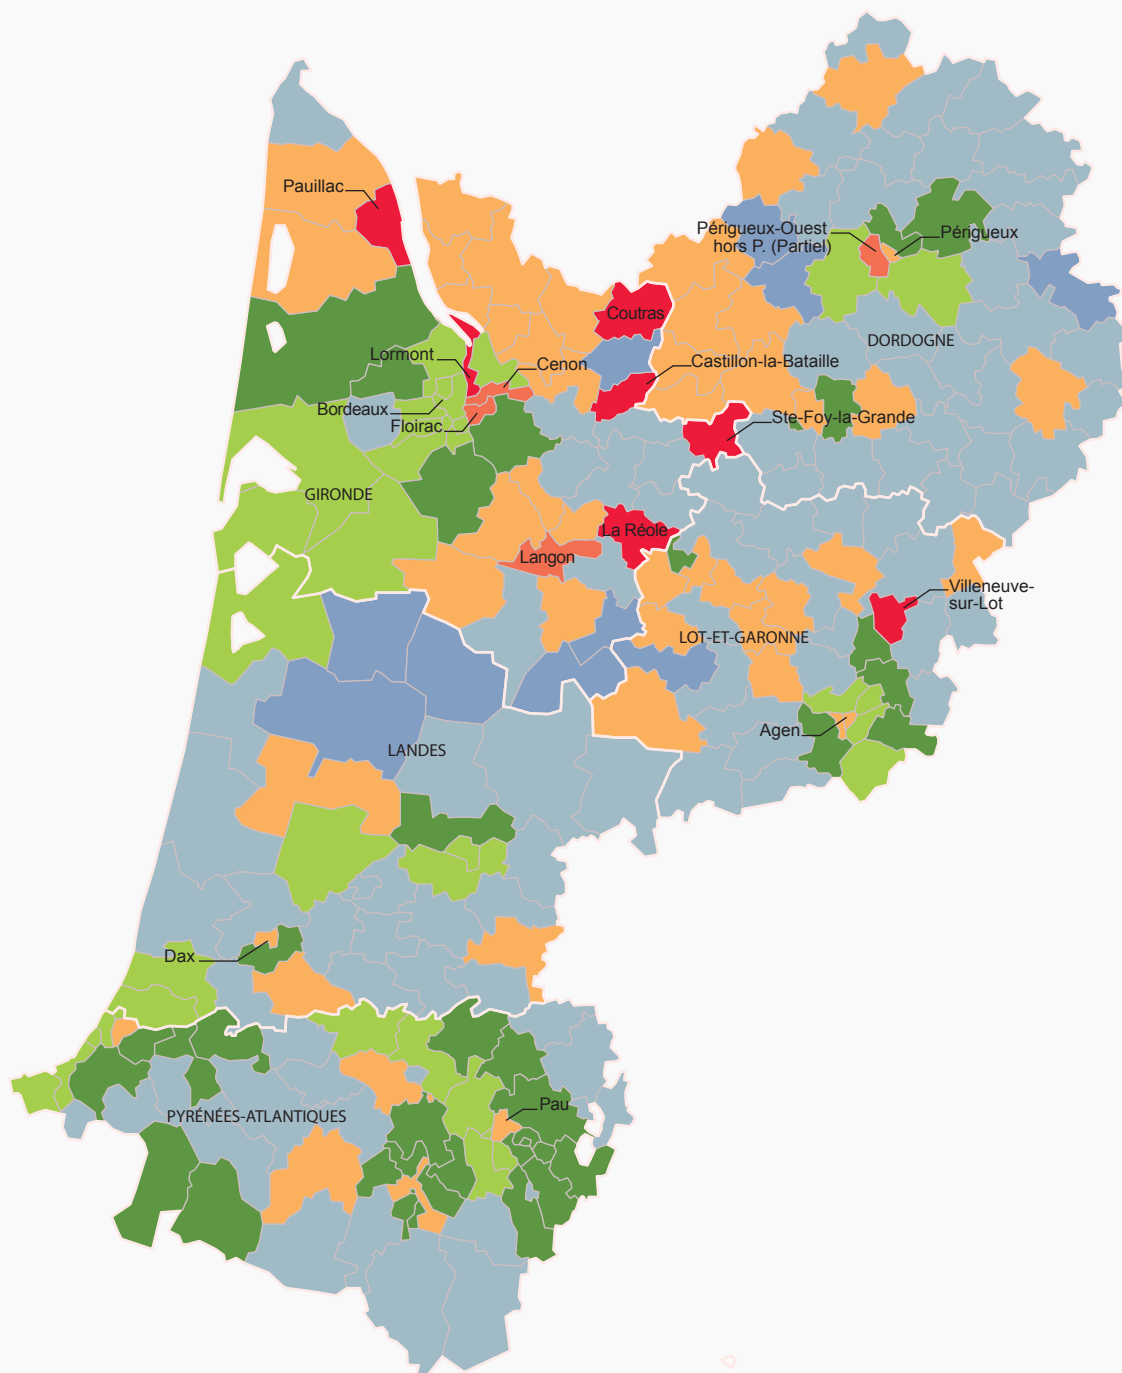 Pauillac
Périgueux-Ouest
hors P. (Partiel)
Périgueux
Coutras
DORDOGNE
Lormont
Cenon
Castillon-la-Bataille
Bordeaux
Floirac
Ste-Foy-la-Grande
GIRONDE
La Réole
Langon
Villeneuve-
sur-Lot
LOT-ET-GARONNE
Agen
LANDES
Dax
Pau
PYRÉNÉES-ATLANTIQUES